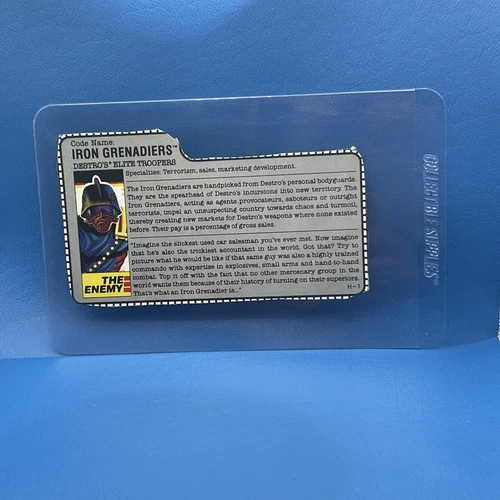 Code Name:
IRON GRENADIERS™
DESTRO'S ELITE TROOPERS
Specialties: Terrorism, sales, marketing development.
The Iron Grenadiers are handpicked from Destro's personal bodyguards.
They are the spearhead of Destro's incursions into new territory. The
Iron Grenadiers, acting as agents provocateurs, saboteurs or outright
terrorists, impel an unsuspecting country towards chaos and turmoil,
thereby creating new markets for Destro's weapons where none existed
before. Their pay is a percentage of gross sales.
"Imagine the slickest used car salesman you've ever met. Now imagine
that he's also the trickiest accountant in the world. Got that? Try to
picture what he would be like if that same guy was also a highly trained
commando with expertise in explosives, small arms and hand-to-hand
combat. Top it off with the fact that no other mercenary group in the
world wants them because of their history of turning on their superiors.
That's what an Iron Grenadier is..."
H-1
THE
ENEMY
COLLECTIBLE SUPPLIES®